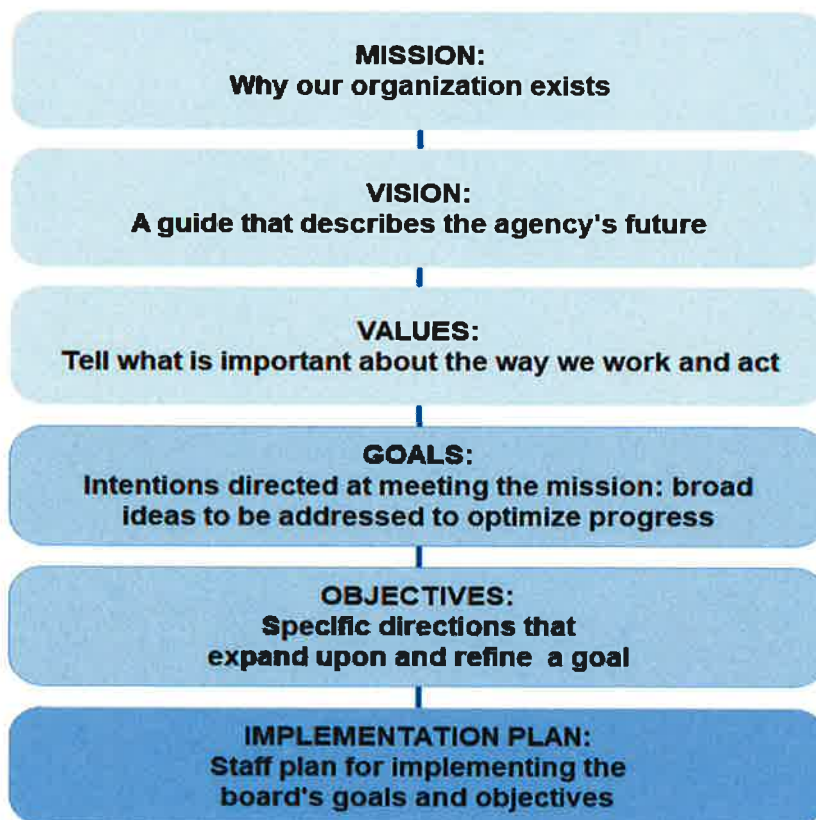 MISSION:
Why our organization exists
VISION:
A guide that describes the agency's future
VALUES:
Tell what is important about the way we work and act
GOALS:
Intentions directed at meeting the mission: broad
ideas to be addressed to optimize progress
OBJECTIVES:
Specific directions that
expand upon and refine a goal
IMPLEMENTATION PLAN:
Staff plan for implementing the
board's goals and objectives